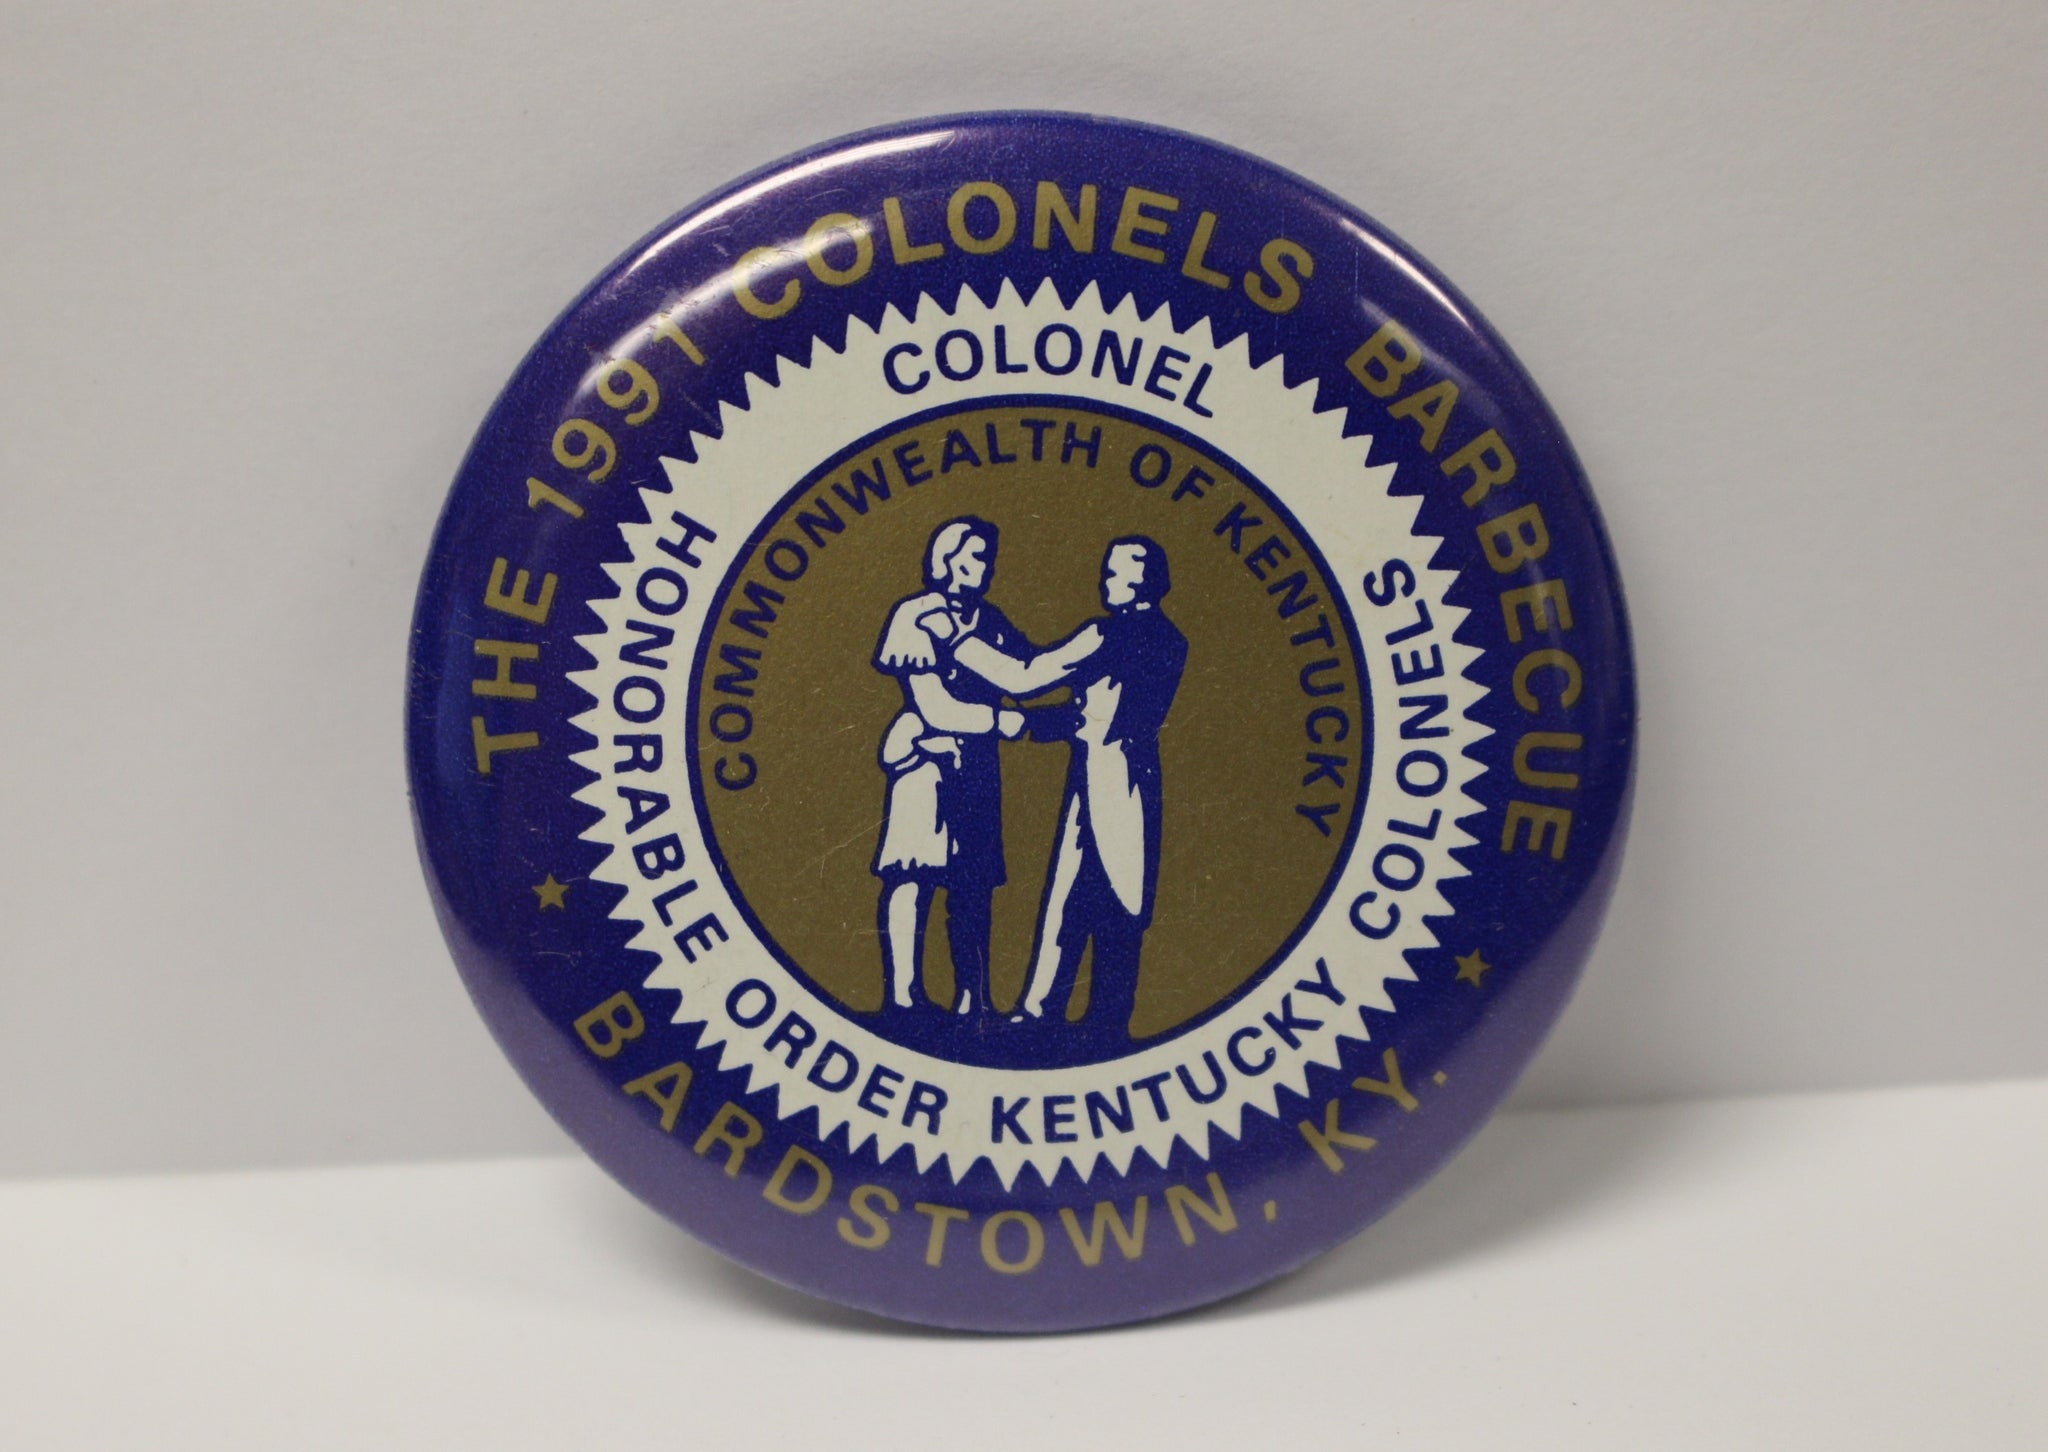 THE 1991 COLONELS BARBECUE
BARDSTOWN, KY.
COLONEL
HONORABLE ORDER KENTUCKY COLONELS
COMMONWEALTH OF KENTUCKY